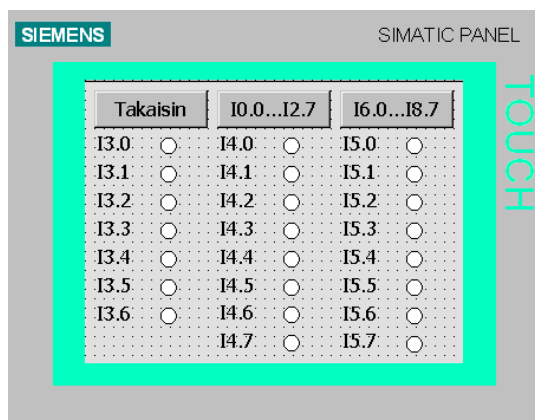 SIEMENS SIMATIC PANEL
TOUCH
Takaisin I0.0...I2.7 I6.0...I8.7
I3.0 I4.0 I5.0
I3.1 I4.1 I5.1
I3.2 I4.2 I5.2
I3.3 I4.3 I5.3
I3.4 I4.4 I5.4
I3.5 I4.5 I5.5
I3.6 I4.6 I5.6
I4.7 I5.7